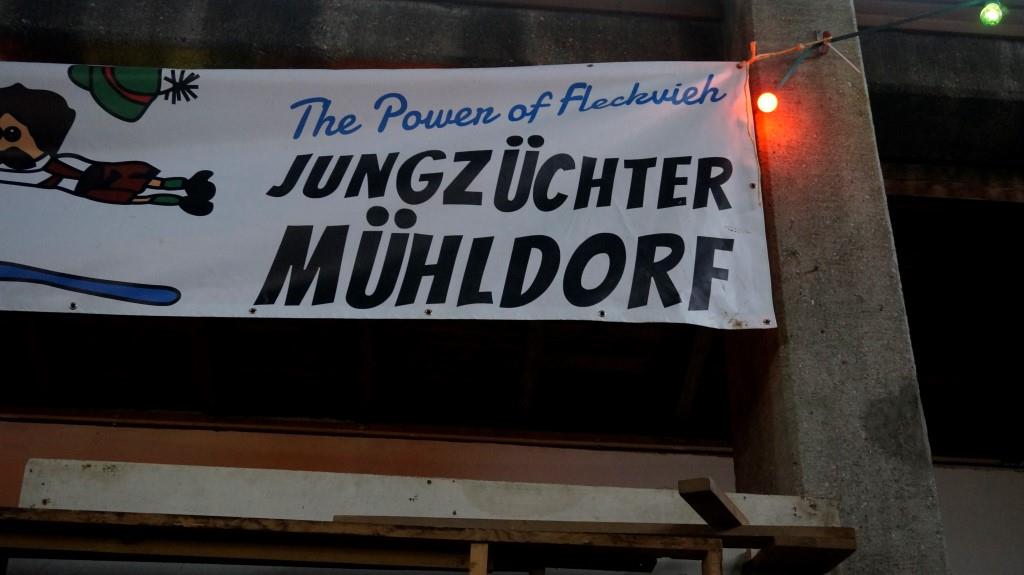 The Power of Fleckvieh
JUNGZÜCHTER
MÜHLDORF